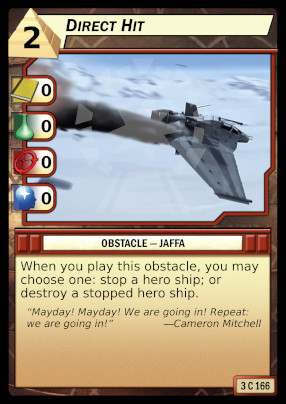 DIRECT HIT
2
0
0
0
0
OBSTACLE – JAFFA
When you play this obstacle, you may
choose one: stop a hero ship; or
destroy a stopped hero ship.
“Mayday! Mayday! We are going in! Repeat:
we are going in!” —Cameron Mitchell
3 C 166